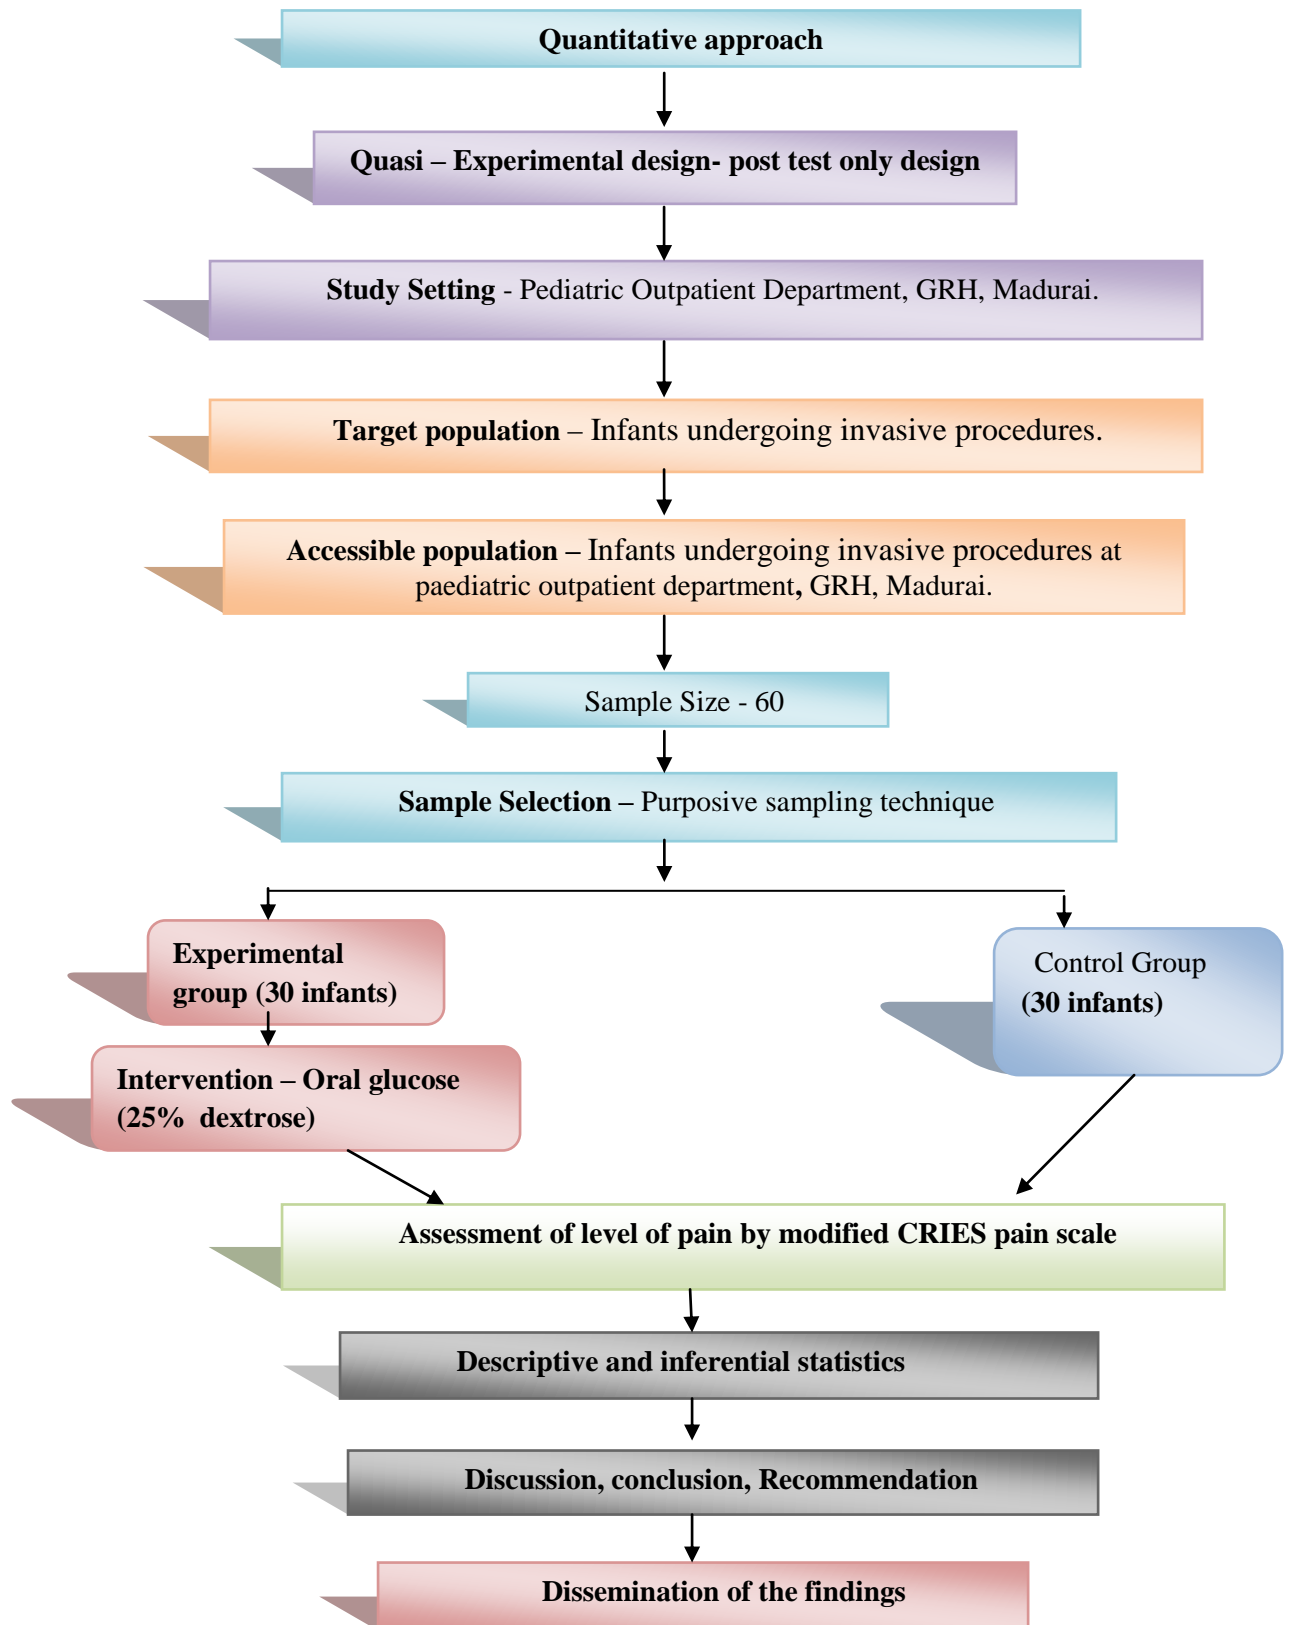 Quantitative approach
Quasi – Experimental design- post test only design
Study Setting - Pediatric Outpatient Department, GRH, Madurai.
Target population – Infants undergoing invasive procedures.
Accessible population – Infants undergoing invasive procedures at
paediatric outpatient department, GRH, Madurai.
Sample Size - 60
Sample Selection – Purposive sampling technique
Experimental
group (30 infants)
Control Group
(30 infants)
Intervention – Oral glucose
(25% dextrose)
Assessment of level of pain by modified CRIES pain scale
Descriptive and inferential statistics
Discussion, conclusion, Recommendation
Dissemination of the findings